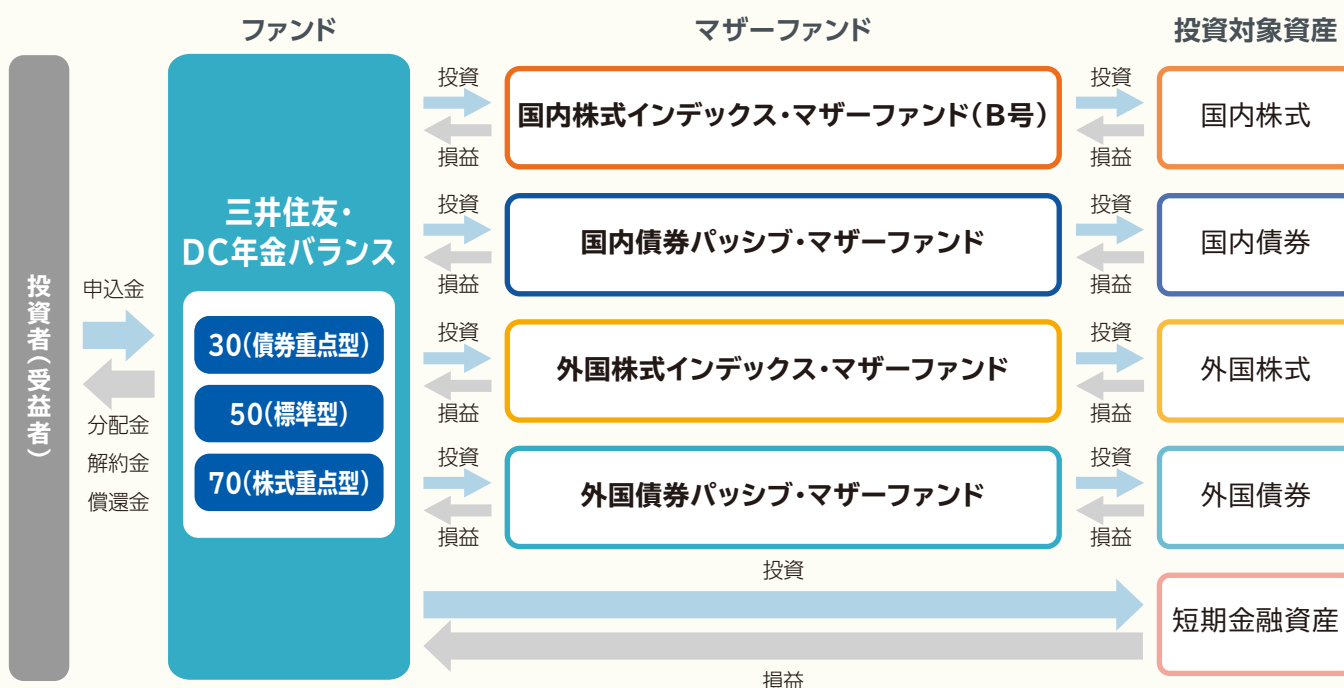 ファンド
マザーファンド
投資対象資産
投資者(受益者)
申込金
分配金
解約金
償還金
三井住友・
DC年金バランス
30(債券重点型)
50(標準型)
70(株式重点型)
投資
損益
国内株式インデックス・マザーファンド(B号)
投資
損益
国内株式
投資
損益
国内債券パッシブ・マザーファンド
投資
損益
国内債券
投資
損益
外国株式インデックス・マザーファンド
投資
損益
外国株式
投資
損益
外国債券パッシブ・マザーファンド
投資
損益
外国債券
投資
損益
短期金融資産